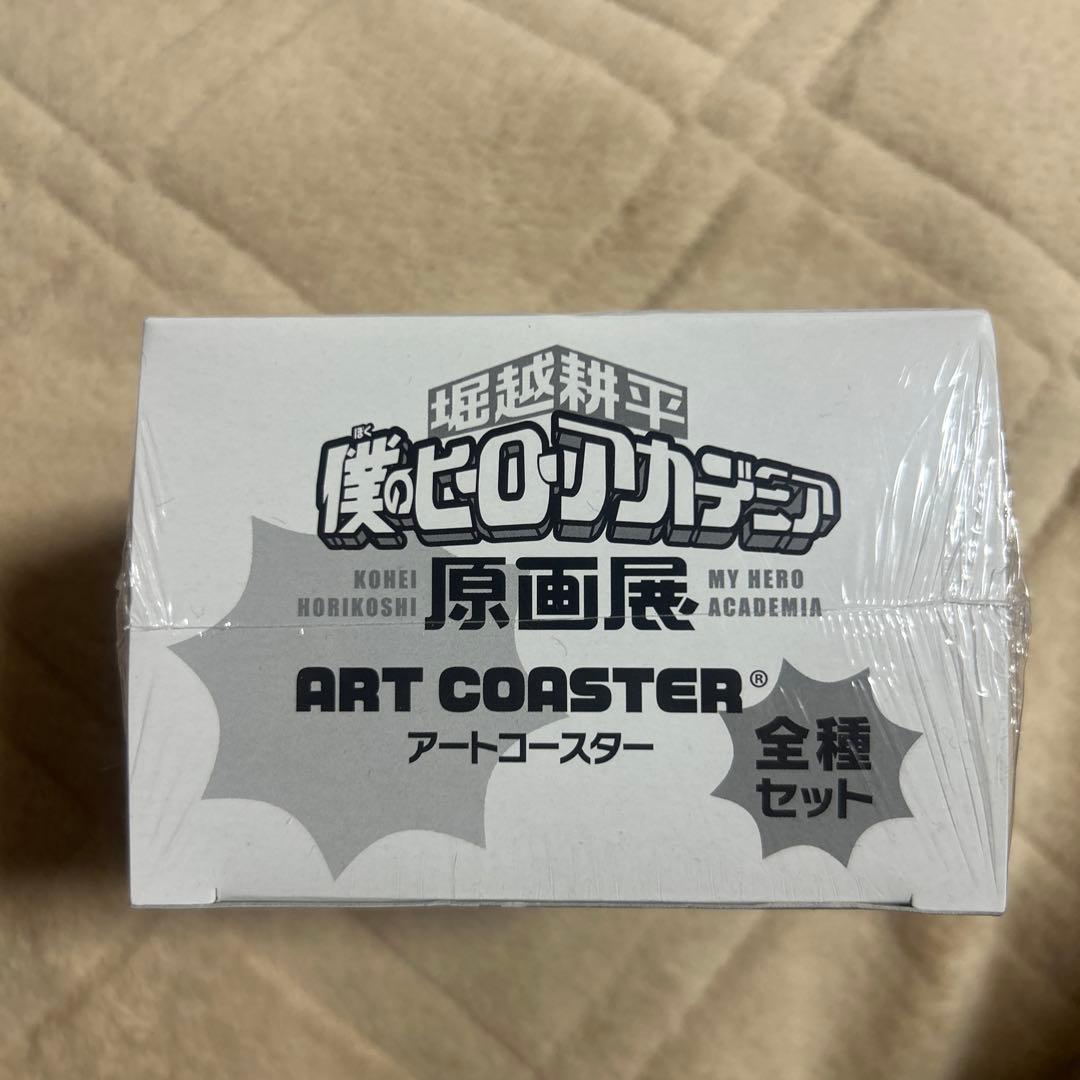 堀越耕平
ぼく
僕のヒーローアカデミア
KOHEI
HORIKOSHI
原画展
MY HERO
ACADEMIA
ART COASTER®
アートコースター
全種
セット